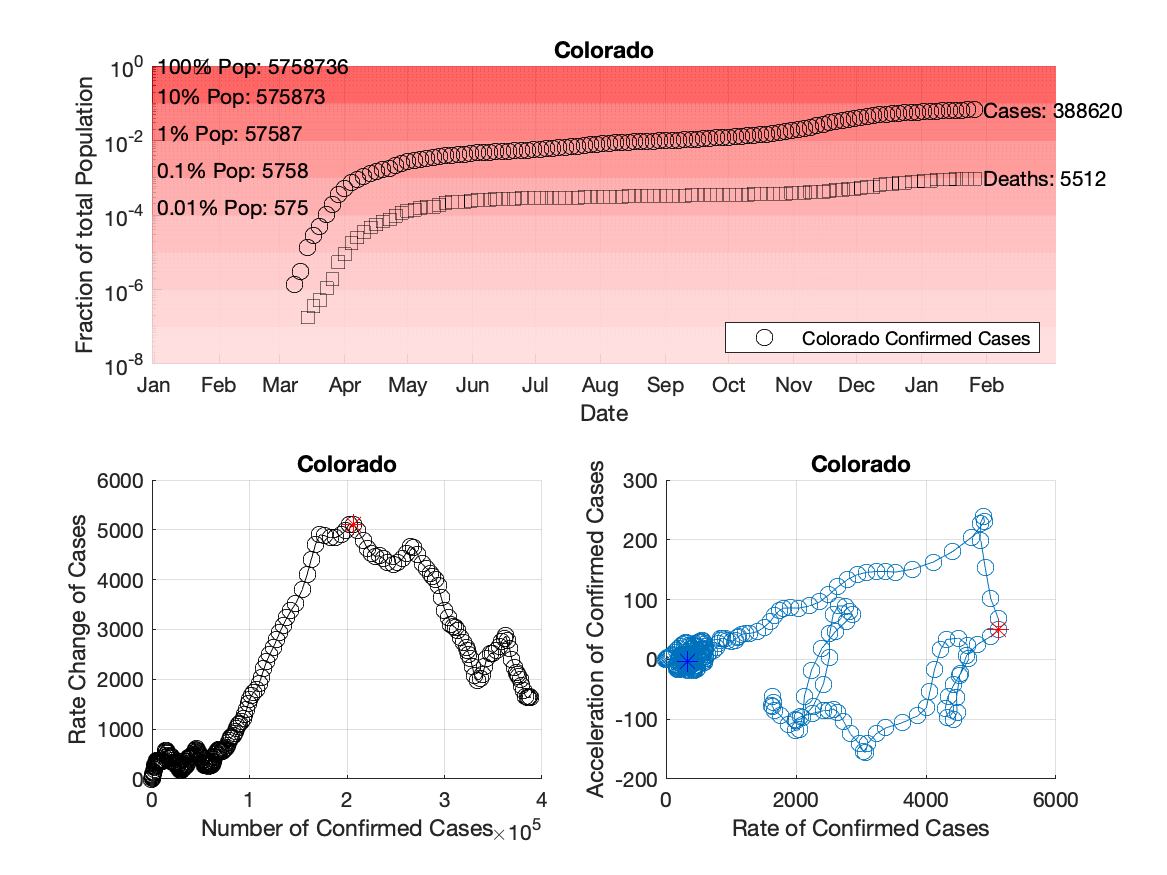 Colorado
Fraction of total Population
10^0
10^-2
10^-4
10^-6
10^-8
100% Pop: 5758736
10% Pop: 575873
1% Pop: 57587
0.1% Pop: 5758
0.01% Pop: 575
Cases: 388620
Deaths: 5512
Colorado Confirmed Cases
Jan Feb Mar Apr May Jun Jul Aug Sep Oct Nov Dec Jan Feb
Date
Colorado
Rate Change of Cases
6000
5000
4000
3000
2000
1000
0
0 1 2 3 4
Number of Confirmed Cases ×10^5
Colorado
Acceleration of Confirmed Cases
300
200
100
0
-100
-200
0 2000 4000 6000
Rate of Confirmed Cases